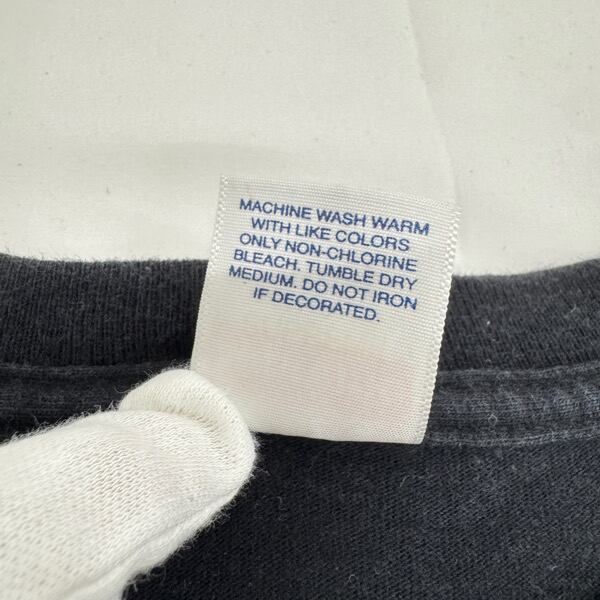 MACHINE WASH WARM
WITH LIKE COLORS
ONLY NON-CHLORINE
BLEACH. TUMBLE DRY
MEDIUM. DO NOT IRON
IF DECORATED.